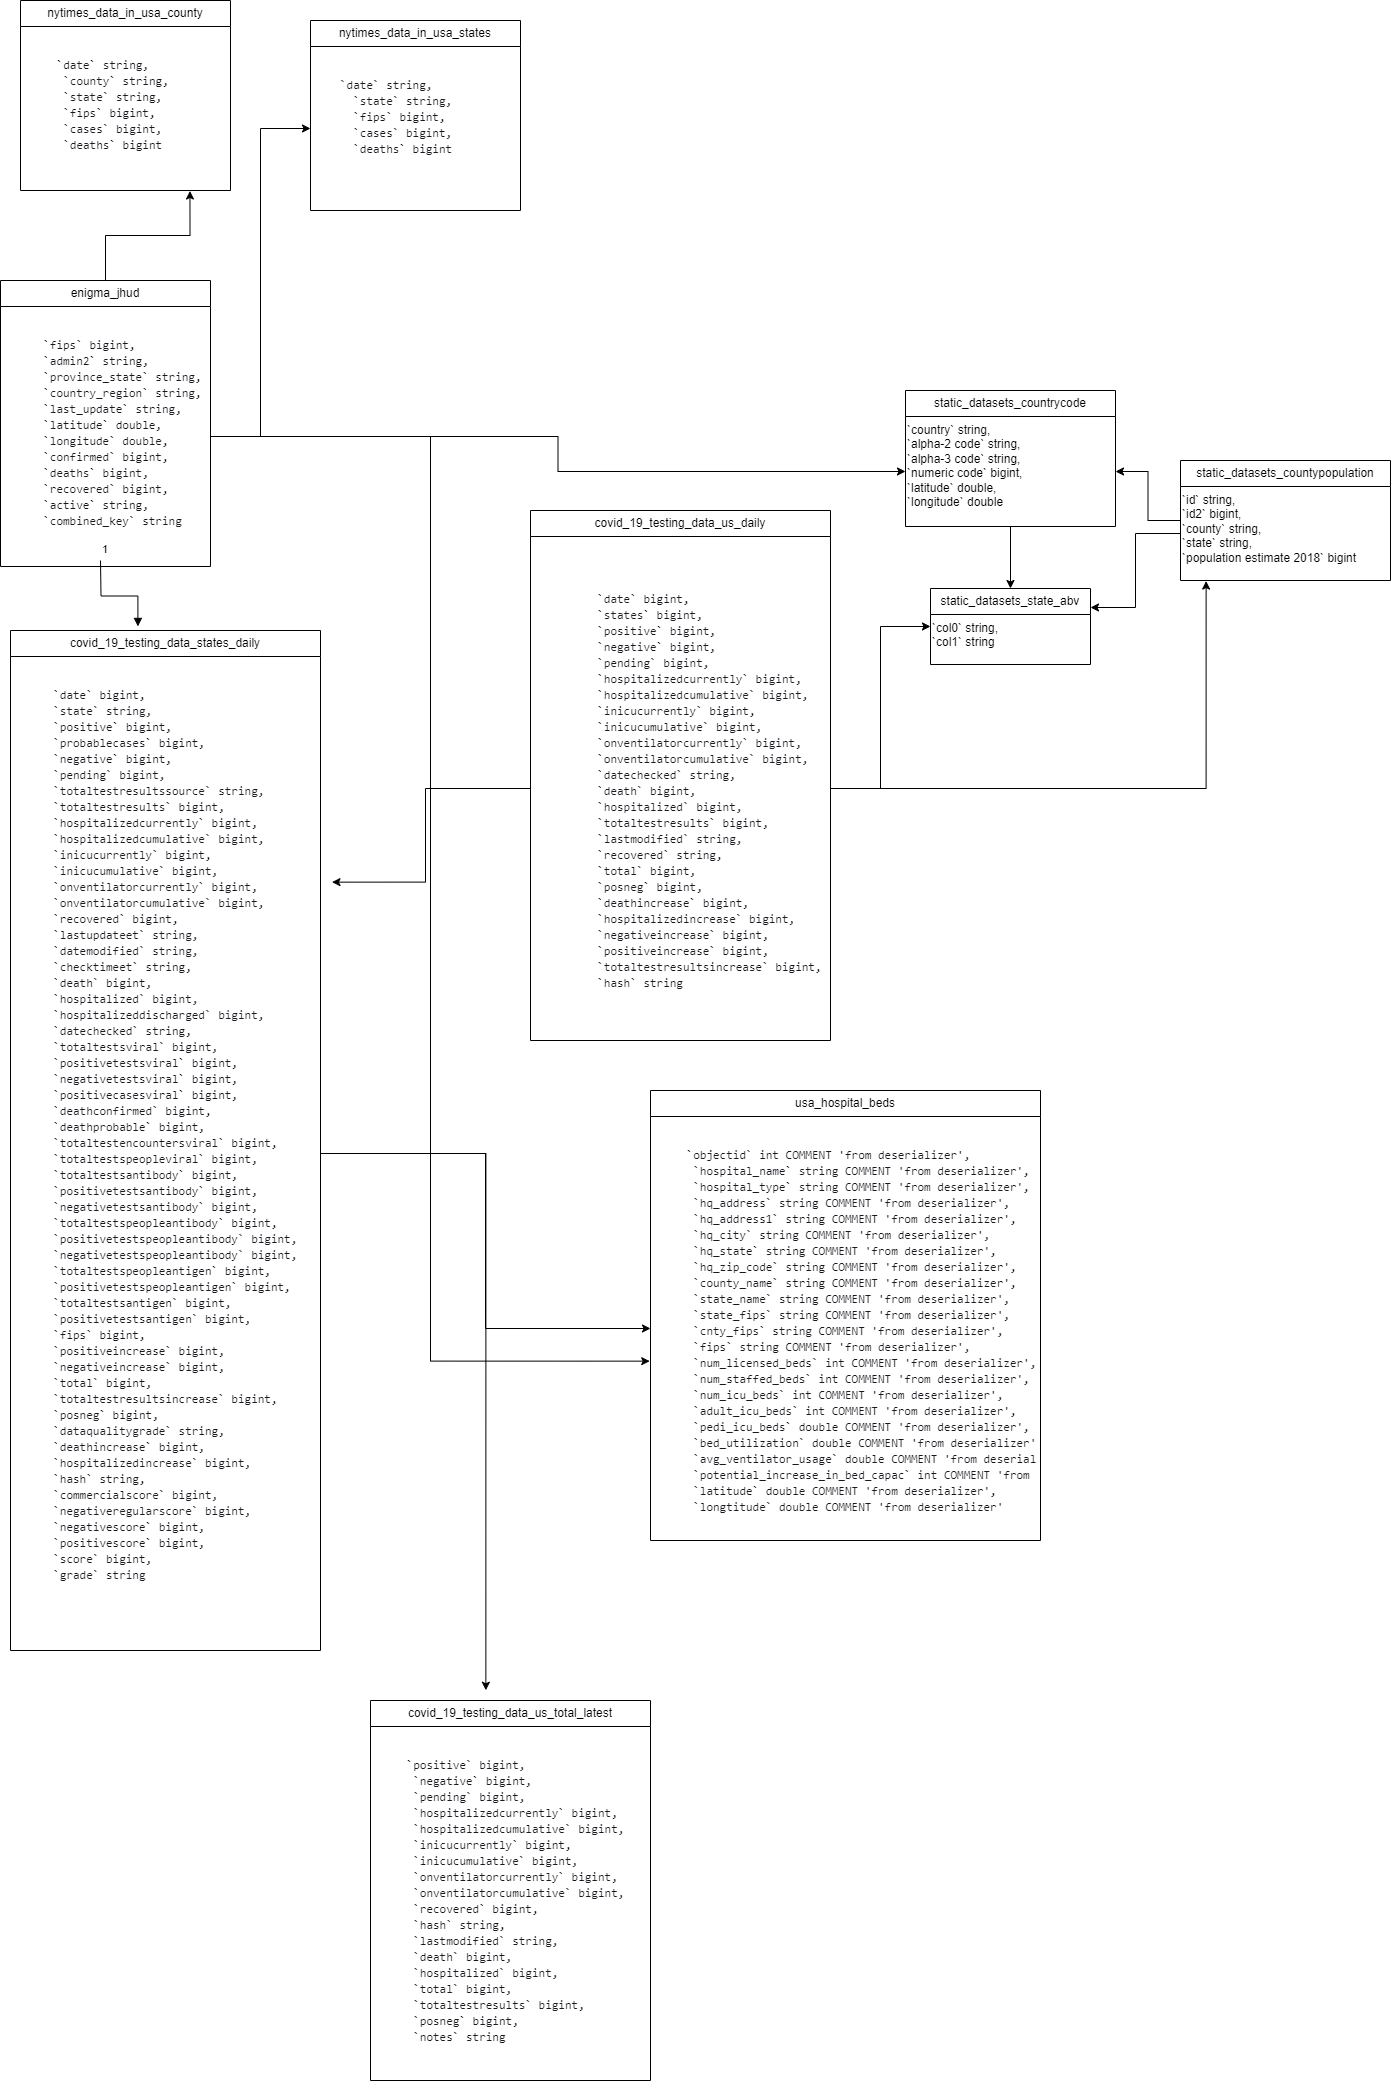 nytimes_data_in_usa_county
`date` string,
`county` string,
`state` string,
`fips` bigint,
`cases` bigint,
`deaths` bigint
nytimes_data_in_usa_states
`date` string,
`state` string,
`fips` bigint,
`cases` bigint,
`deaths` bigint
enigma_jhud
`fips` bigint,
`admin2` string,
`province_state` string,
`country_region` string,
`last_update` string,
`latitude` double,
`longitude` double,
`confirmed` bigint,
`deaths` bigint,
`recovered` bigint,
`active` string,
`combined_key` string
1
static_datasets_countrycode
`country` string,
`alpha-2 code` string,
`alpha-3 code` string,
`numeric code` bigint,
`latitude` double,
`longitude` double
static_datasets_countypopulation
`id` string,
`id2` bigint,
`county` string,
`state` string,
`population estimate 2018` bigint
static_datasets_state_abv
`col0` string,
`col1` string
covid_19_testing_data_us_daily
`date` bigint,
`states` bigint,
`positive` bigint,
`negative` bigint,
`pending` bigint,
`hospitalizedcurrently` bigint,
`hospitalizedcumulative` bigint,
`inicucurrently` bigint,
`inicucumulative` bigint,
`onventilatorcurrently` bigint,
`onventilatorcumulative` bigint,
`datechecked` string,
`death` bigint,
`hospitalized` bigint,
`totaltestresults` bigint,
`lastmodified` string,
`recovered` string,
`total` bigint,
`posneg` bigint,
`deathincrease` bigint,
`hospitalizedincrease` bigint,
`negativeincrease` bigint,
`positiveincrease` bigint,
`totaltestresultsincrease` bigint,
`hash` string
covid_19_testing_data_states_daily
`date` bigint,
`state` string,
`positive` bigint,
`probablecases` bigint,
`negative` bigint,
`pending` bigint,
`totaltestresultssource` string,
`totaltestresults` bigint,
`hospitalizedcurrently` bigint,
`hospitalizedcumulative` bigint,
`inicucurrently` bigint,
`inicucumulative` bigint,
`onventilatorcurrently` bigint,
`onventilatorcumulative` bigint,
`recovered` bigint,
`lastupdateet` string,
`datemodified` string,
`checktimeet` string,
`death` bigint,
`hospitalized` bigint,
`hospitalizeddischarged` bigint,
`datechecked` string,
`totaltestsviral` bigint,
`positivetestsviral` bigint,
`negativetestsviral` bigint,
`positivecasesviral` bigint,
`deathconfirmed` bigint,
`deathprobable` bigint,
`totaltestencountersviral` bigint,
`totaltestspeopleviral` bigint,
`totaltestsantibody` bigint,
`positivetestsantibody` bigint,
`negativetestsantibody` bigint,
`totaltestspeopleantibody` bigint,
`positivetestspeopleantibody` bigint,
`negativetestspeopleantibody` bigint,
`totaltestspeopleantigen` bigint,
`positivetestspeopleantigen` bigint,
`totaltestsantigen` bigint,
`positivetestsantigen` bigint,
`fips` bigint,
`positiveincrease` bigint,
`negativeincrease` bigint,
`total` bigint,
`totaltestresultsincrease` bigint,
`posneg` bigint,
`dataqualitygrade` string,
`deathincrease` bigint,
`hospitalizedincrease` bigint,
`hash` string,
`commercialscore` bigint,
`negativeregularscore` bigint,
`negativescore` bigint,
`positivescore` bigint,
`score` bigint,
`grade` string
usa_hospital_beds
`objectid` int COMMENT 'from deserializer',
`hospital_name` string COMMENT 'from deserializer',
`hospital_type` string COMMENT 'from deserializer',
`hq_address` string COMMENT 'from deserializer',
`hq_address1` string COMMENT 'from deserializer',
`hq_city` string COMMENT 'from deserializer',
`hq_state` string COMMENT 'from deserializer',
`hq_zip_code` string COMMENT 'from deserializer',
`county_name` string COMMENT 'from deserializer',
`state_name` string COMMENT 'from deserializer',
`state_fips` string COMMENT 'from deserializer',
`cnty_fips` string COMMENT 'from deserializer',
`fips` string COMMENT 'from deserializer',
`num_licensed_beds` int COMMENT 'from deserializer',
`num_staffed_beds` int COMMENT 'from deserializer',
`num_icu_beds` int COMMENT 'from deserializer',
`adult_icu_beds` int COMMENT 'from deserializer',
`pedi_icu_beds` double COMMENT 'from deserializer',
`bed_utilization` double COMMENT 'from deserializer'
`avg_ventilator_usage` double COMMENT 'from deserial
`potential_increase_in_bed_capac` int COMMENT 'from
`latitude` double COMMENT 'from deserializer',
`longtitude` double COMMENT 'from deserializer'
covid_19_testing_data_us_total_latest
`positive` bigint,
`negative` bigint,
`pending` bigint,
`hospitalizedcurrently` bigint,
`hospitalizedcumulative` bigint,
`inicucurrently` bigint,
`inicucumulative` bigint,
`onventilatorcurrently` bigint,
`onventilatorcumulative` bigint,
`recovered` bigint,
`hash` string,
`lastmodified` string,
`death` bigint,
`hospitalized` bigint,
`total` bigint,
`totaltestresults` bigint,
`posneg` bigint,
`notes` string